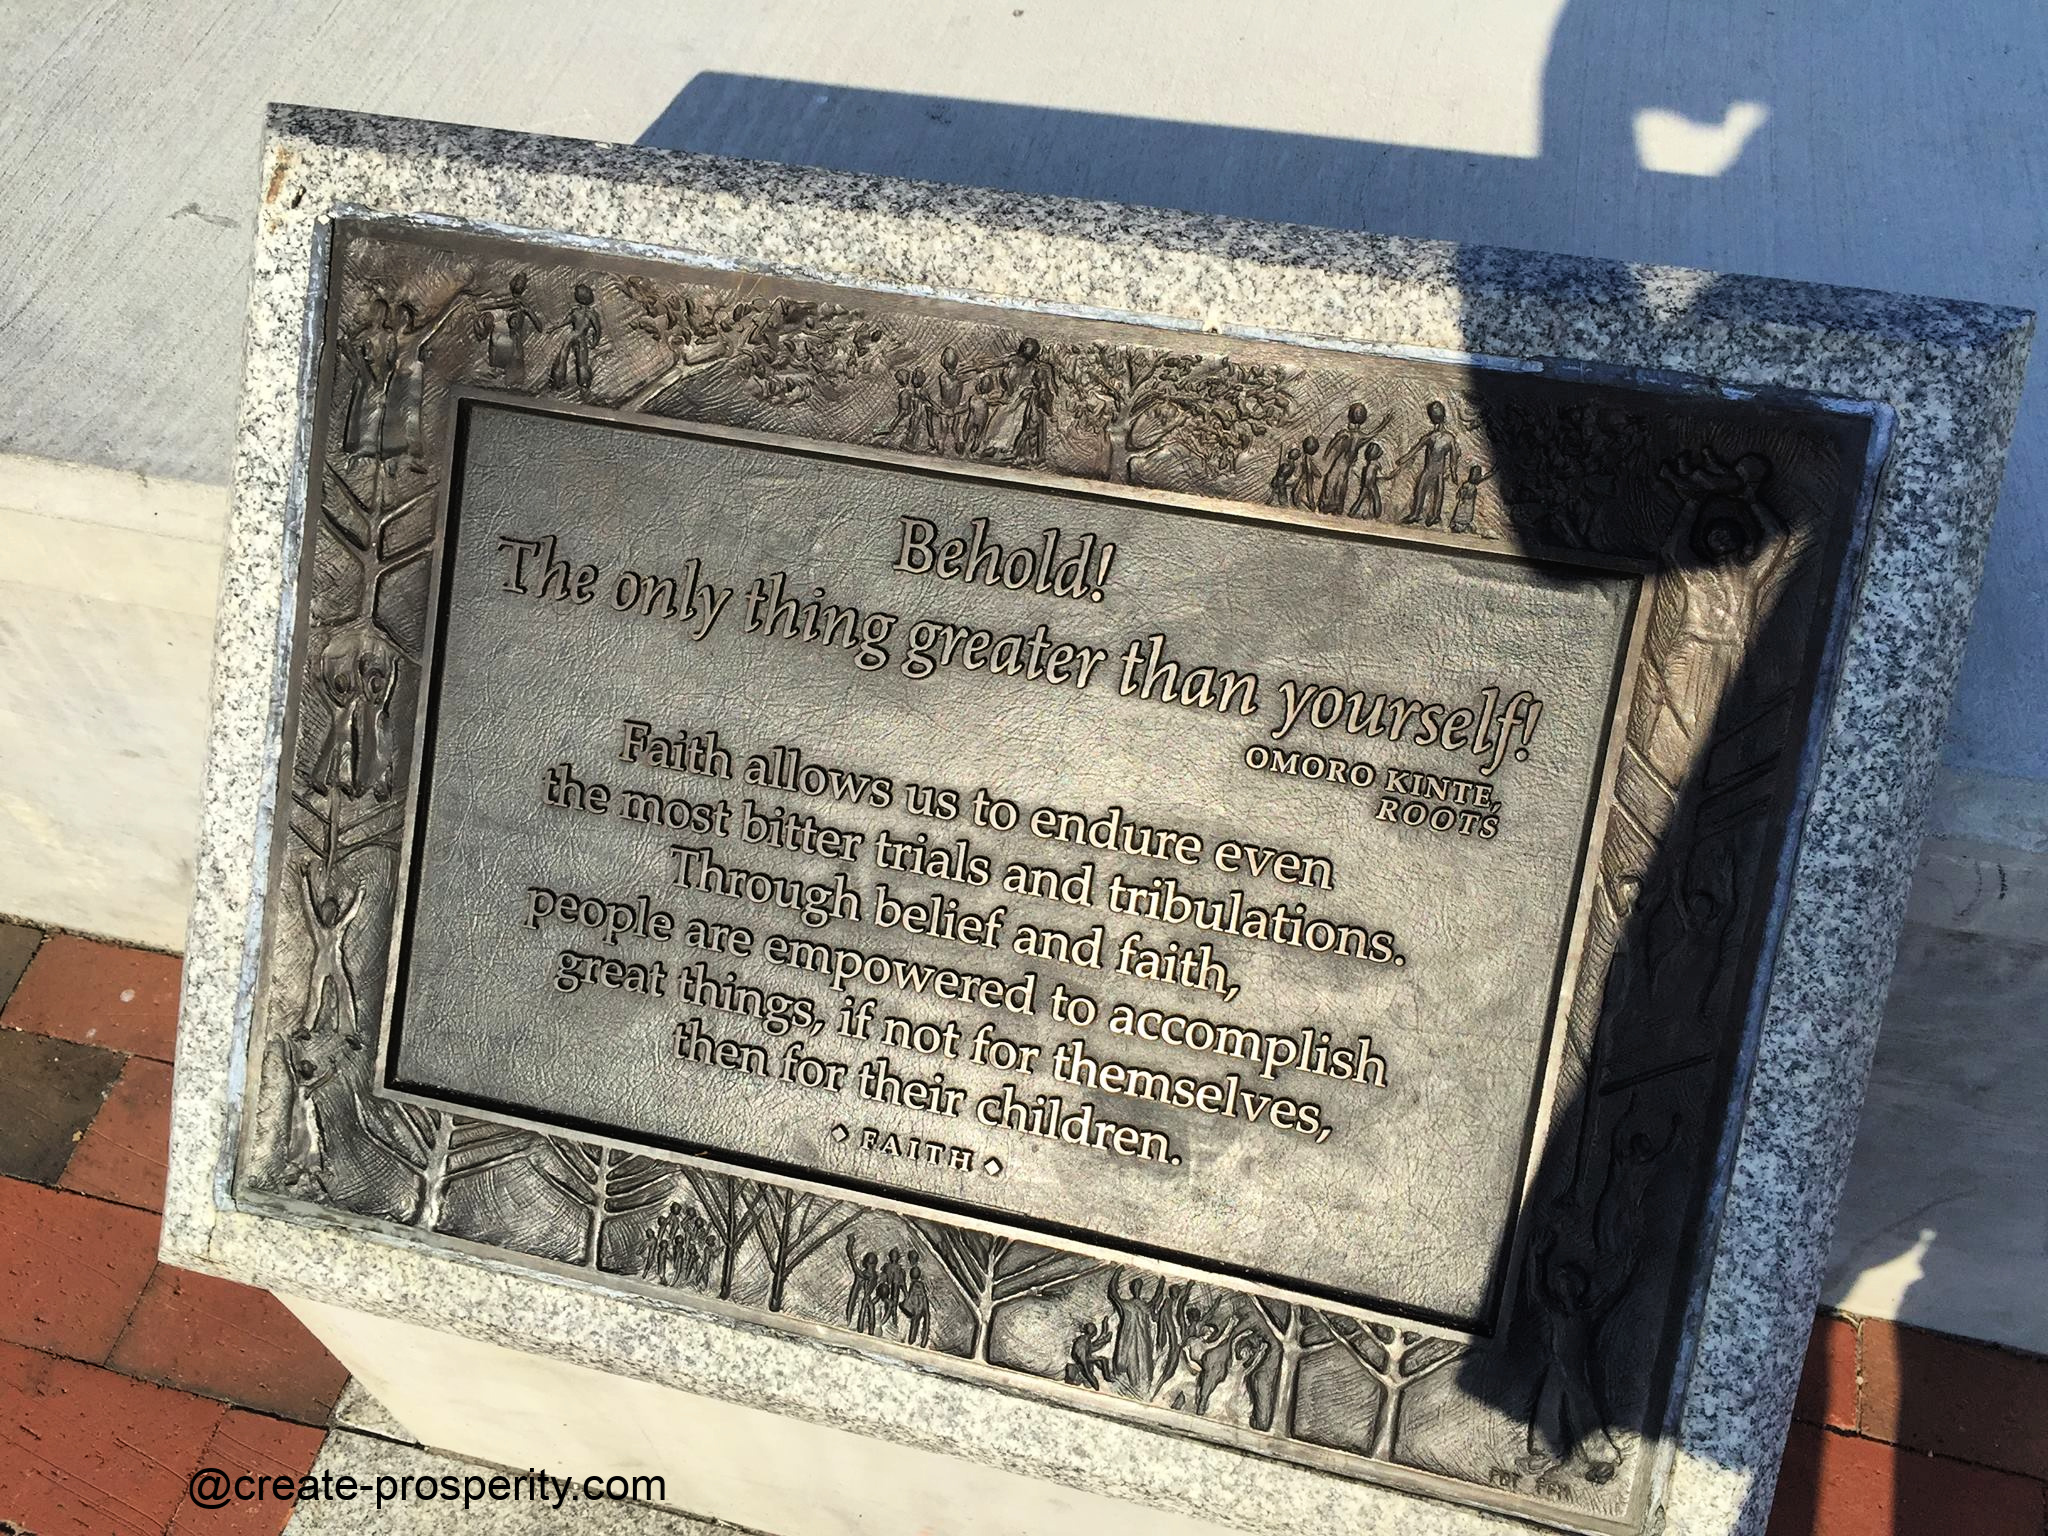 Behold!
The only thing greater than yourself!
OMORO KINTE,
ROOTS
Faith allows us to endure even
the most bitter trials and tribulations.
Through belief and faith,
people are empowered to accomplish
great things, if not for themselves,
then for their children.
◇ FAITH ◇
@create-prosperity.com